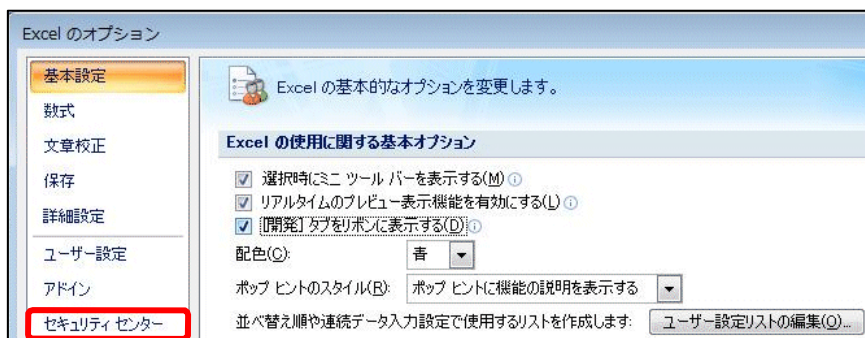 Excel のオプション
基本設定
数式
文章校正
保存
詳細設定
ユーザー設定
アドイン
セキュリティ センター
Excel の基本的なオプションを変更します。
Excel の使用に関する基本オプション
選択時にミニ ツール バーを表示する(M)
リアルタイムのプレビュー表示機能を有効にする(L)
[開発] タブをリボンに表示する(D)
配色(C): 青
ポップ ヒントのスタイル(R): ポップ ヒントに機能の説明を表示する
並べ替え順や連続データ入力設定で使用するリストを作成します: ユーザー設定リストの編集(O)...